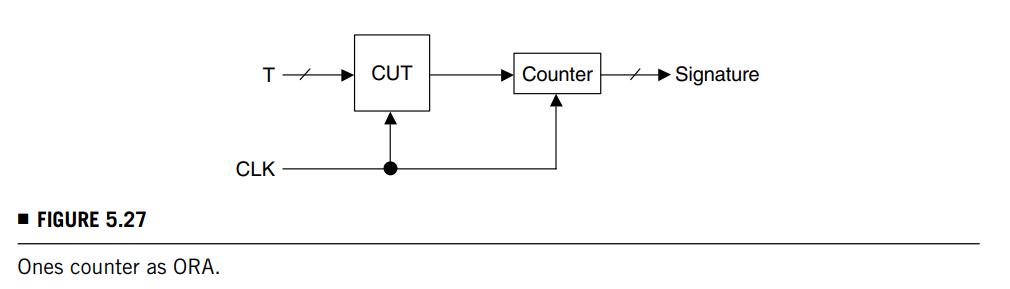 T
CUT
Counter
Signature
CLK
■ FIGURE 5.27
Ones counter as ORA.